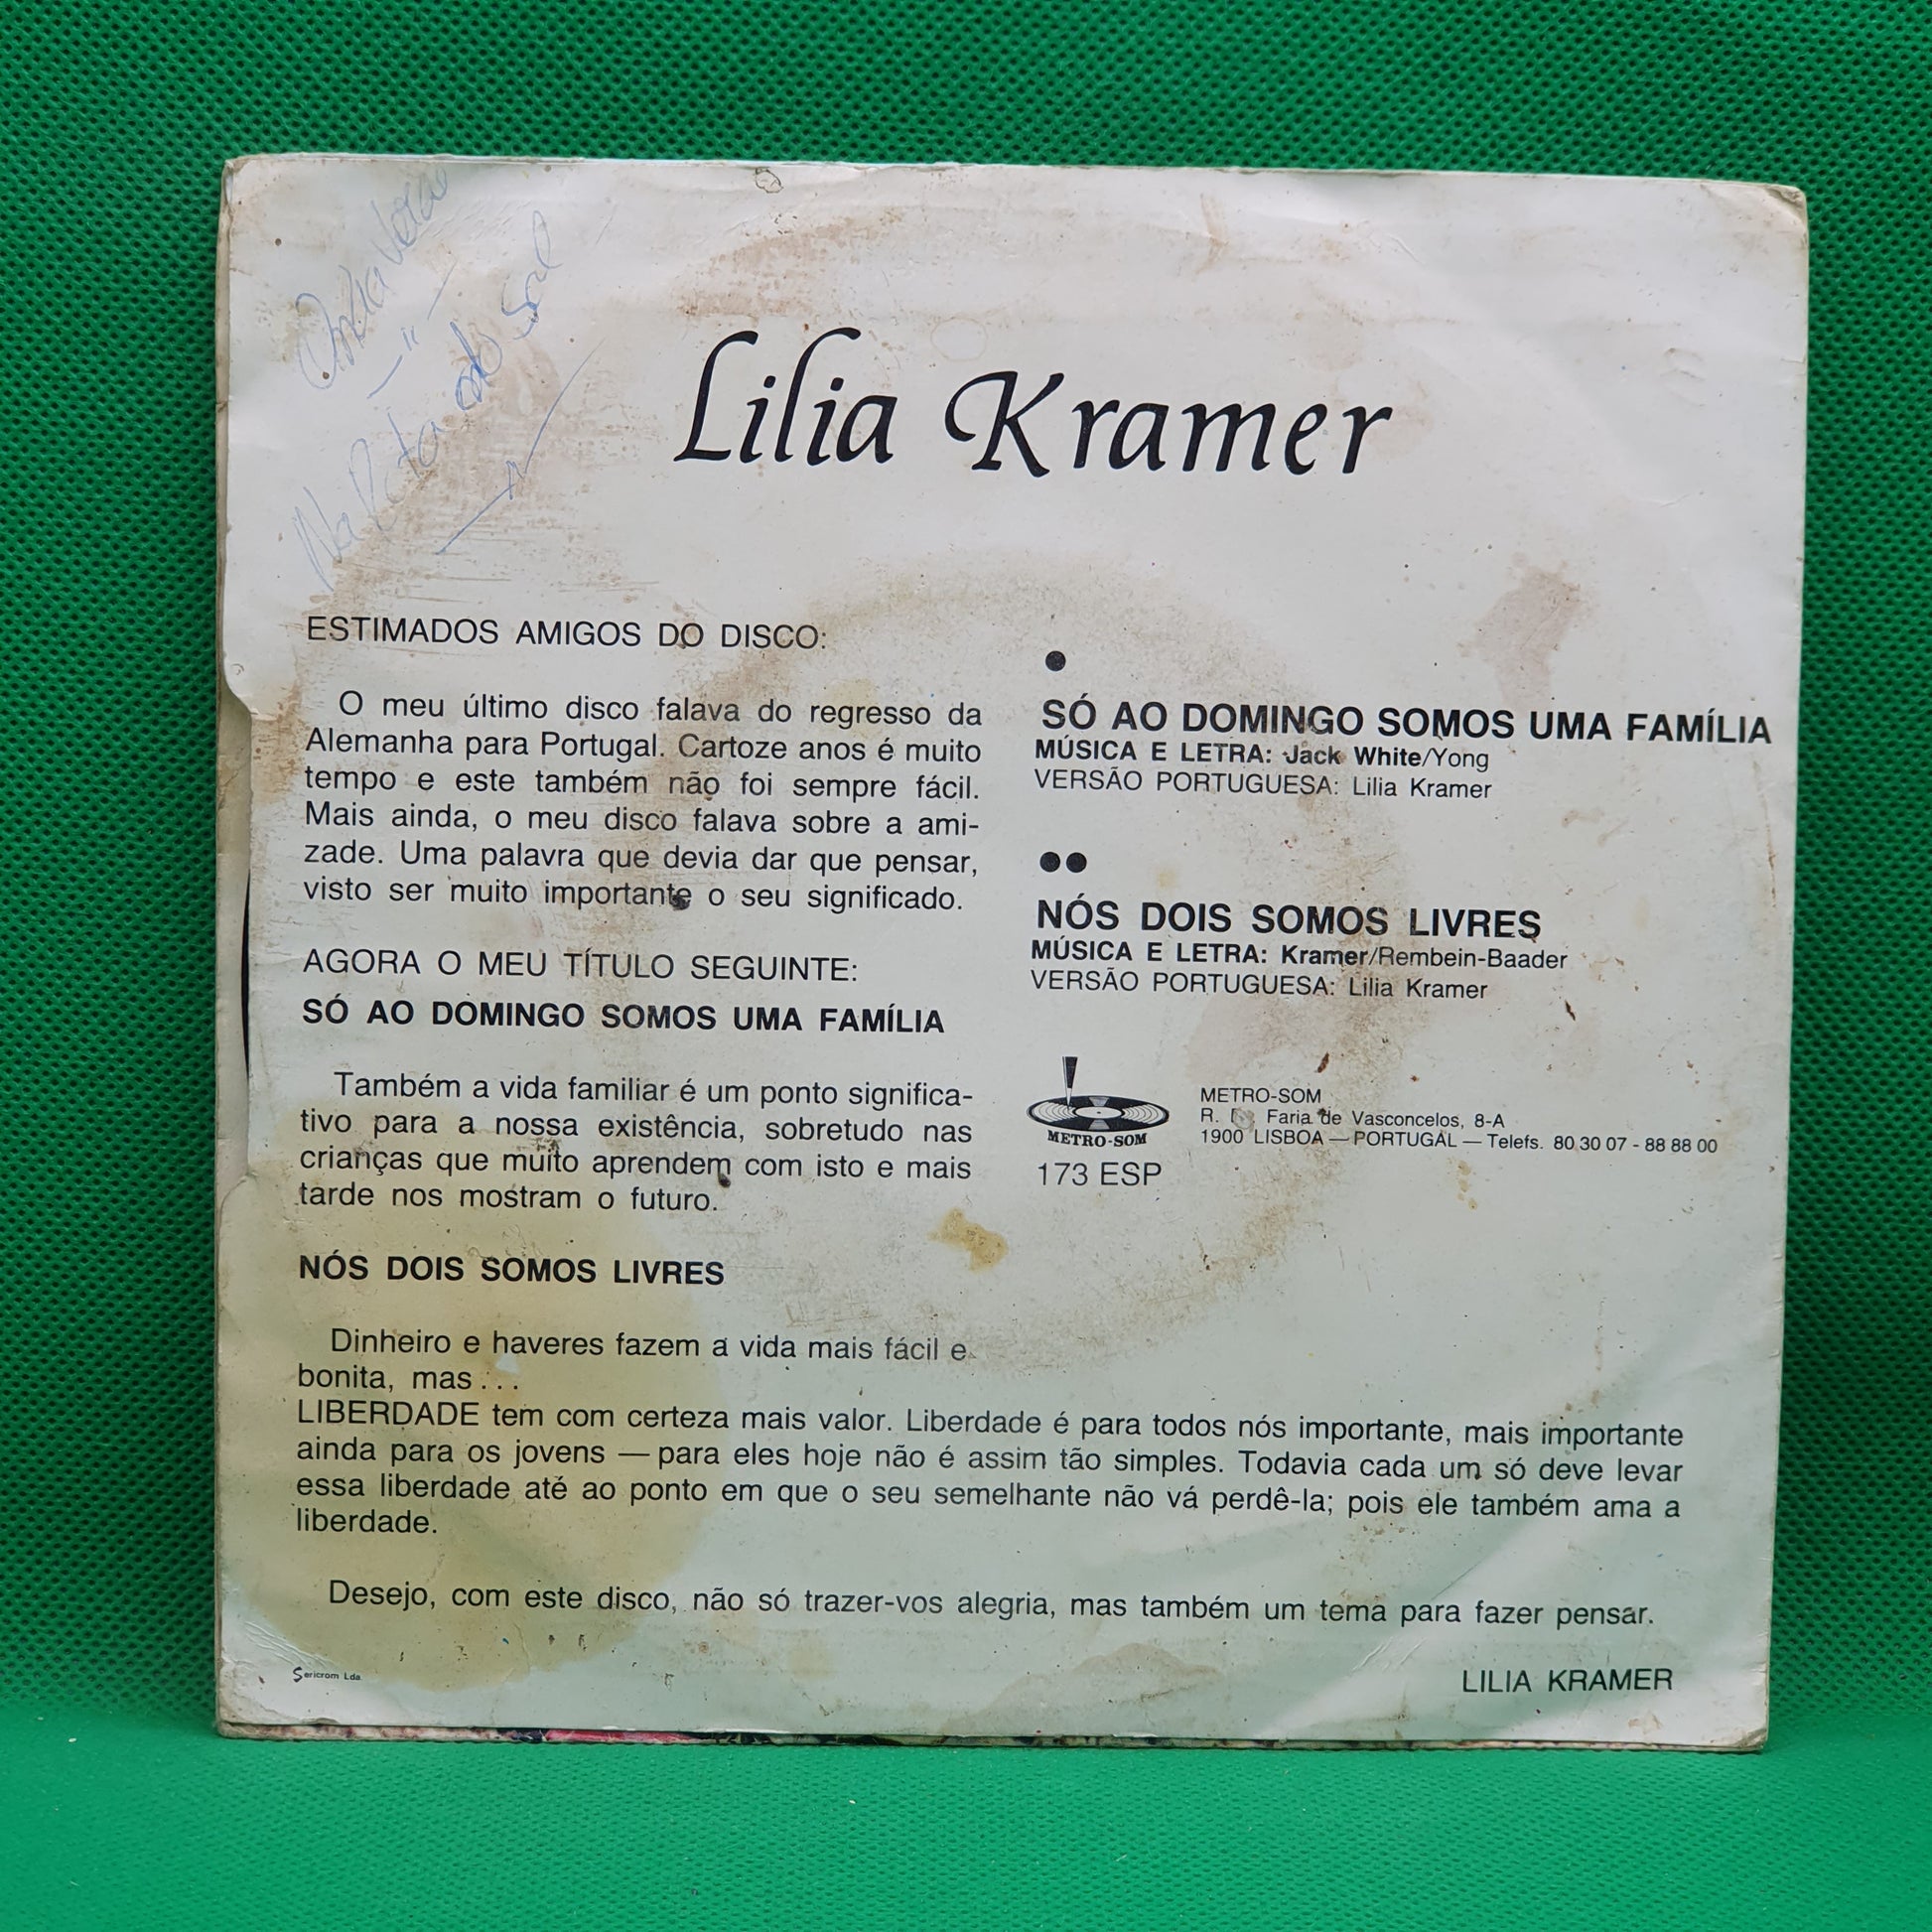 Lilia Kramer
ESTIMADOS AMIGOS DO DISCO:
O meu último disco falava do regresso da
Alemanha para Portugal. Cartoze anos é muito
tempo e este também não foi sempre fácil.
Mais ainda, o meu disco falava sobre a ami-
zade. Uma palavra que devia dar que pensar,
visto ser muito importante o seu significado.
AGORA O MEU TÍTULO SEGUINTE:
SÓ AO DOMINGO SOMOS UMA FAMÍLIA
Também a vida familiar é um ponto significa-
tivo para a nossa existência, sobretudo nas
crianças que muito aprendem com isto e mais
tarde nos mostram o futuro.
NÓS DOIS SOMOS LIVRES
Dinheiro e haveres fazem a vida mais fácil e
bonita, mas...
LIBERDADE tem com certeza mais valor. Liberdade é para todos nós importante, mais importante
ainda para os jovens — para eles hoje não é assim tão simples. Todavia cada um só deve levar
essa liberdade até ao ponto em que o seu semelhante não vá perdê-la; pois ele também ama a
liberdade.
Desejo, com este disco, não só trazer-vos alegria, mas também um tema para fazer pensar.
LILIA KRAMER
Sericrom Lda
SÓ AO DOMINGO SOMOS UMA FAMÍLIA
MÚSICA E LETRA: Jack White/Yong
VERSÃO PORTUGUESA: Lilia Kramer
NÓS DOIS SOMOS LIVRES
MÚSICA E LETRA: Kramer/Rembein-Baader
VERSÃO PORTUGUESA: Lilia Kramer
METRO-SOM
173 ESP
METRO-SOM
R. Faria de Vasconcelos, 8-A
1900 LISBOA — PORTUGAL — Telefs. 80 30 07 - 88 88 00